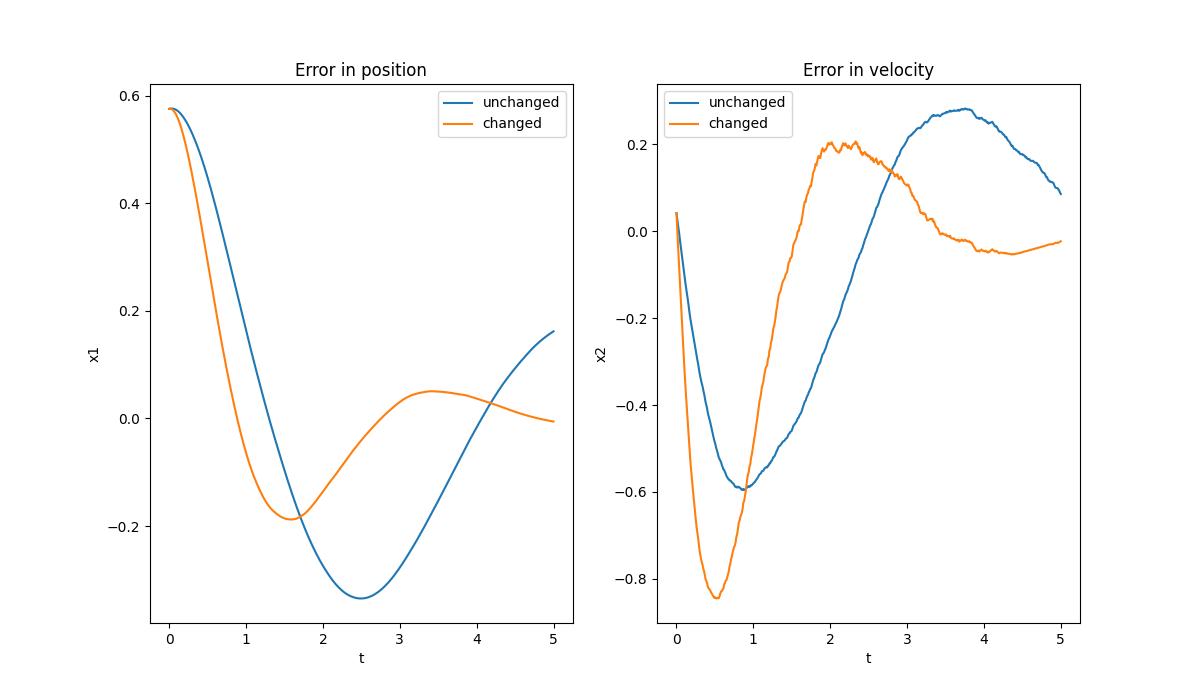 Error in position
unchanged
changed
0.6
0.4
0.2
0.0
−0.2
x1
0 1 2 3 4 5
t
Error in velocity
unchanged
changed
0.2
0.0
−0.2
−0.4
−0.6
−0.8
x2
0 1 2 3 4 5
t